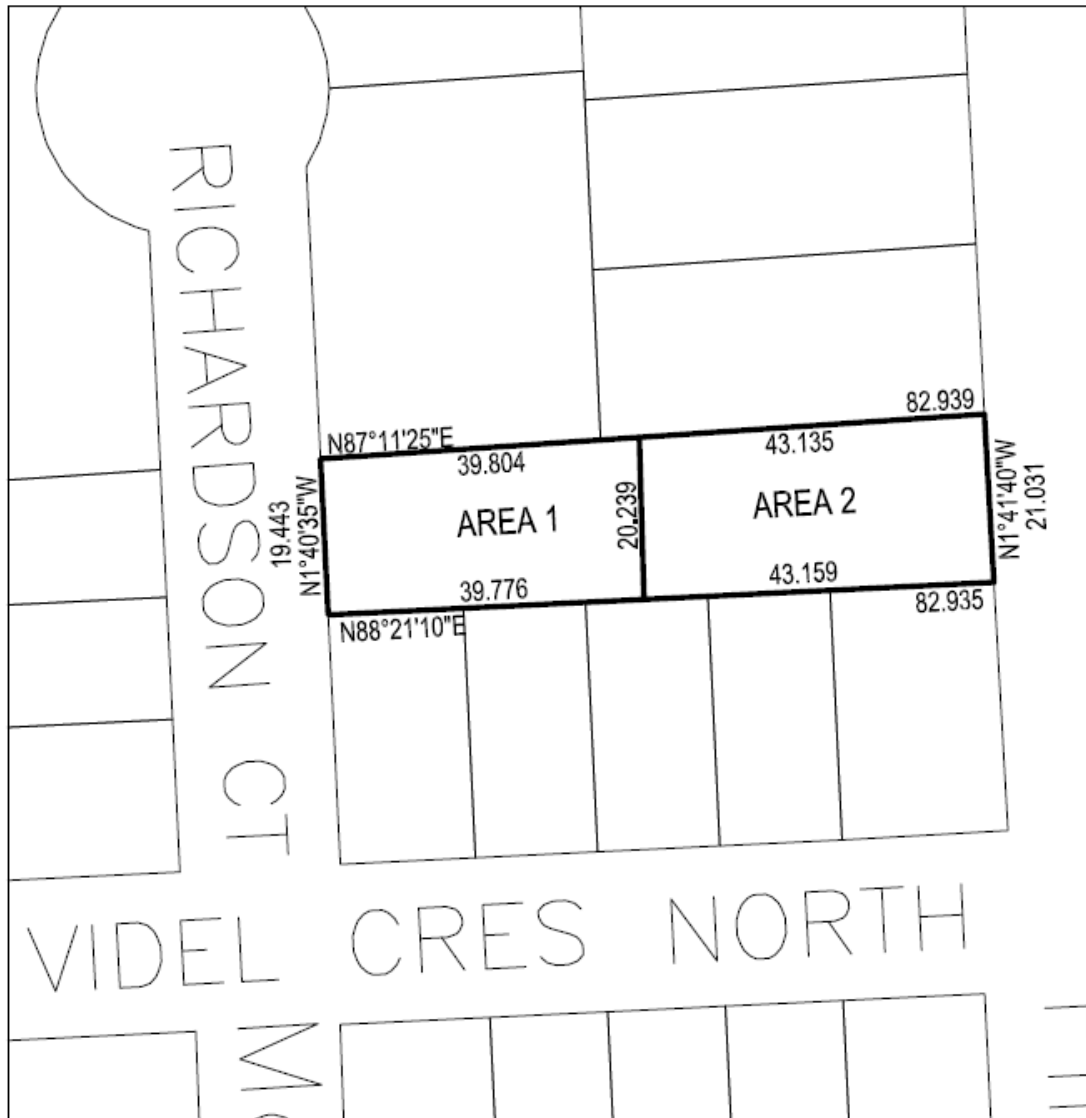 RICHARDSON CT
82.939
N87°11'25"E
43.135
39.804
N1°40'35"W
19.443
AREA 1
20.239
AREA 2
N1°41'40"W
21.031
39.776
43.159
N88°21'10"E
82.935
VIDEL CRES NORTH